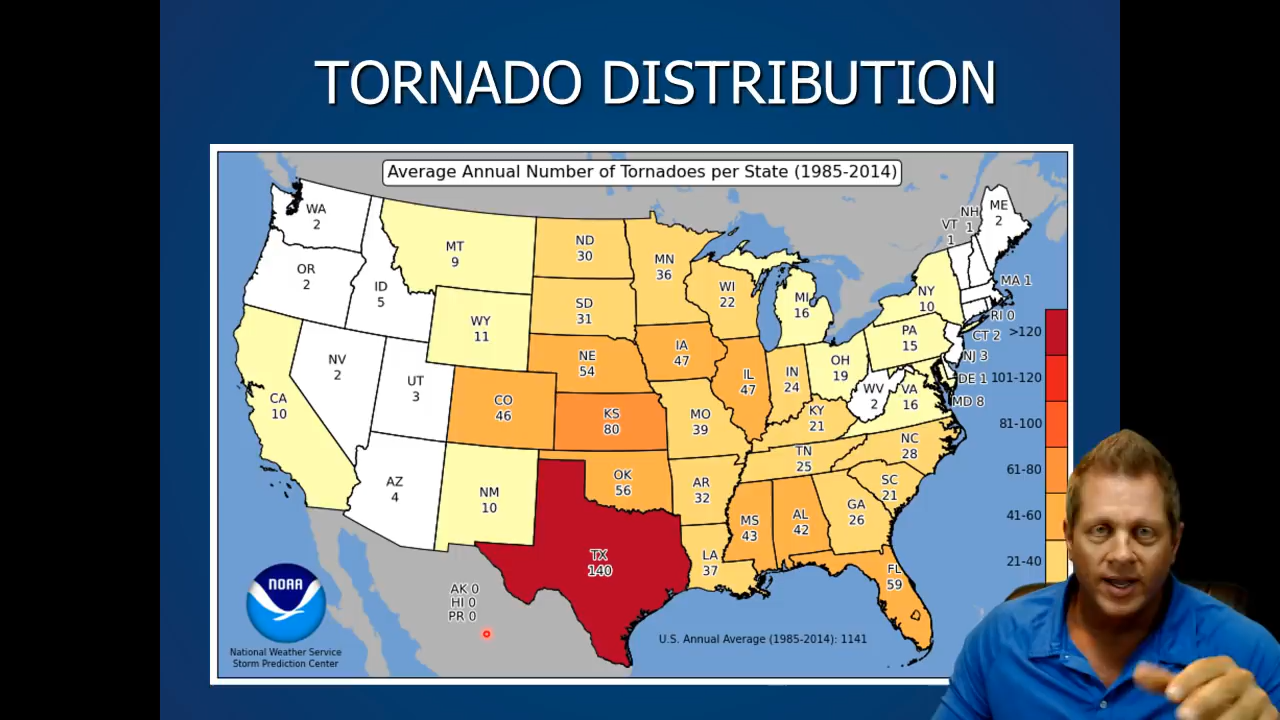 TORNADO DISTRIBUTION
Average Annual Number of Tornadoes per State (1985-2014)
WA
2
OR
2
ID
5
MT
9
WY
11
NV
2
UT
3
CA
10
AZ
4
CO
46
NM
10
ND
30
SD
31
NE
54
KS
80
OK
56
TX
140
MN
36
IA
47
MO
39
AR
32
LA
37
WI
22
IL
47
MI
16
IN
24
OH
19
KY
21
TN
25
MS
43
AL
42
GA
26
FL
59
SC
21
NC
28
VA
16
WV
2
PA
15
NY
10
VT
1
NH
1
ME
2
MA 1
RI 0
CT 2
NJ 3
DE 1
MD 8
>120
101-120
81-100
61-80
41-60
21-40
AK 0
HI 0
PR 0
U.S. Annual Average (1985-2014): 1141
NOAA
National Weather Service
Storm Prediction Center